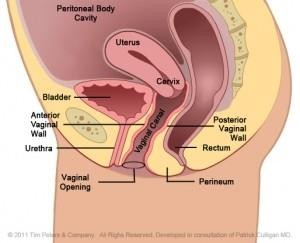 Peritoneal Body
Cavity
Uterus
Cervix
Bladder
Anterior
Vaginal
Wall
Vaginal Canal
Posterior
Vaginal Wall
Urethra
Rectum
Vaginal
Opening
Perineum
© 2011 Tim Peters & Company. All Rights Reserved, Developed in consultation of Patrick Culligan MD.